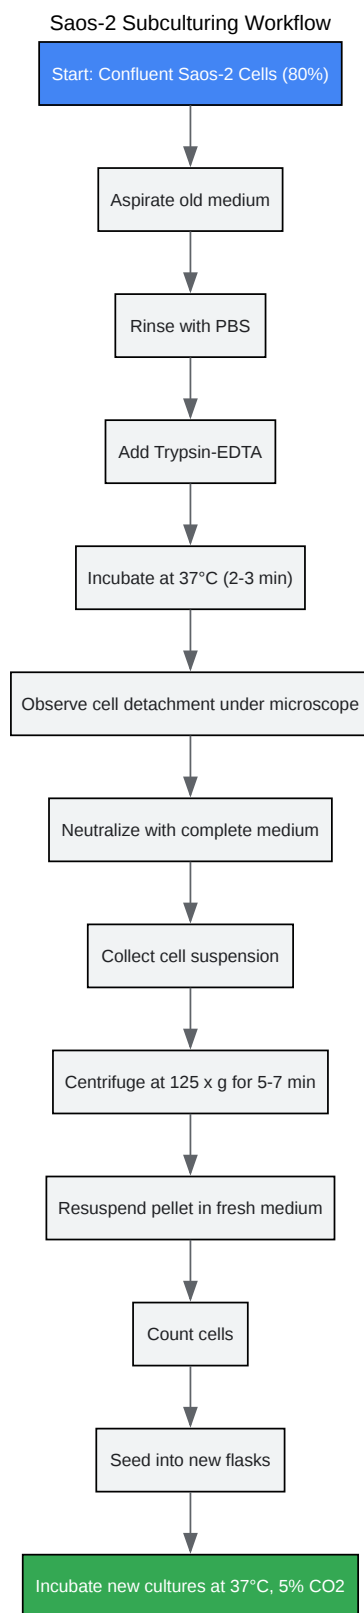 Saos-2 Subculturing Workflow
Start: Confluent Saos-2 Cells (80%)
Aspirate old medium
Rinse with PBS
Add Trypsin-EDTA
Incubate at 37°C (2-3 min)
Observe cell detachment under microscope
Neutralize with complete medium
Collect cell suspension
Centrifuge at 125 x g for 5-7 min
Resuspend pellet in fresh medium
Count cells
Seed into new flasks
Incubate new cultures at 37°C, 5% CO2